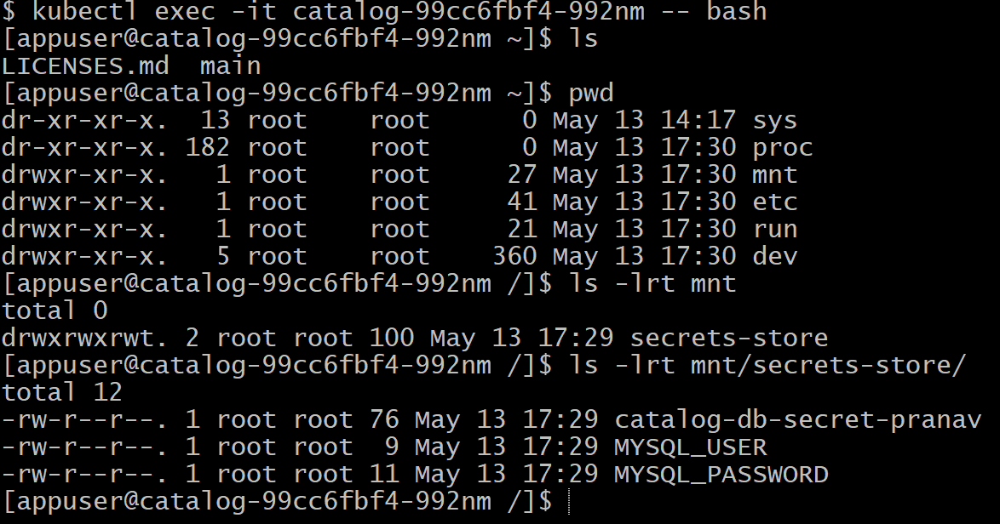 $ kubectl exec -it catalog-99cc6fbf4-992nm -- bash
[appuser@catalog-99cc6fbf4-992nm ~]$ ls
LICENSES.md  main
[appuser@catalog-99cc6fbf4-992nm ~]$ pwd
dr-xr-xr-x.  13 root    root      0 May 13 14:17 sys
dr-xr-xr-x. 182 root    root      0 May 13 17:30 proc
drwxr-xr-x.   1 root    root     27 May 13 17:30 mnt
drwxr-xr-x.   1 root    root     41 May 13 17:30 etc
drwxr-xr-x.   1 root    root     21 May 13 17:30 run
drwxr-xr-x.   5 root    root    360 May 13 17:30 dev
[appuser@catalog-99cc6fbf4-992nm /]$ ls -lrt mnt
total 0
drwxrwxrwt. 2 root root 100 May 13 17:29 secrets-store
[appuser@catalog-99cc6fbf4-992nm /]$ ls -lrt mnt/secrets-store/
total 12
-rw-r--r--. 1 root root 76 May 13 17:29 catalog-db-secret-pranav
-rw-r--r--. 1 root root  9 May 13 17:29 MYSQL_USER
-rw-r--r--. 1 root root 11 May 13 17:29 MYSQL_PASSWORD
[appuser@catalog-99cc6fbf4-992nm /]$